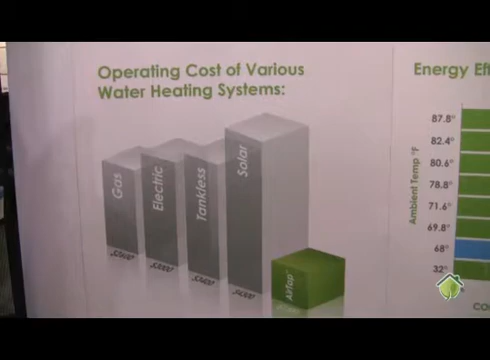 Operating Cost of Various
Water Heating Systems:
Gas
Electric
Tankless
Solar
AirTap
Energy Eff
Ambient Temp °F
87.8°
82.4°
80.6°
78.8°
71.6°
69.8°
68°
32°